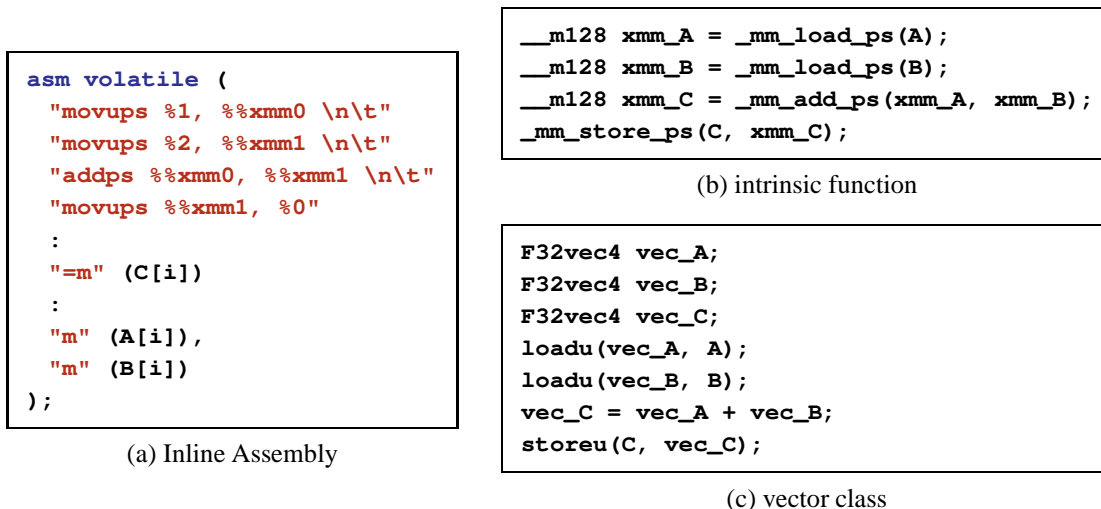 asm volatile (
"movups %1, %%xmm0 \n\t"
"movups %2, %%xmm1 \n\t"
"addps %%xmm0, %%xmm1 \n\t"
"movups %%xmm1, %0"
:
"=m" (C[i])
:
"m" (A[i]),
"m" (B[i])
);
(a) Inline Assembly
__m128 xmm_A = _mm_load_ps(A);
__m128 xmm_B = _mm_load_ps(B);
__m128 xmm_C = _mm_add_ps(xmm_A, xmm_B);
_mm_store_ps(C, xmm_C);
(b) intrinsic function
F32vec4 vec_A;
F32vec4 vec_B;
F32vec4 vec_C;
loadu(vec_A, A);
loadu(vec_B, B);
vec_C = vec_A + vec_B;
storeu(C, vec_C);
(c) vector class